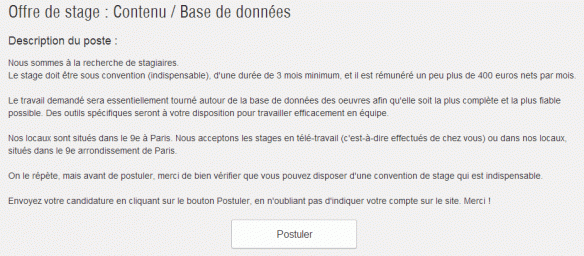 Offre de stage : Contenu / Base de données
Description du poste :
Nous sommes à la recherche de stagiaires.
Le stage doit être sous convention (indispensable), d'une durée de 3 mois minimum, et il est rémunéré un peu plus de 400 euros nets par mois.
Le travail demandé sera essentiellement tourné autour de la base de données des oeuvres afin qu'elle soit la plus complète et la plus fiable
possible. Des outils spécifiques seront à votre disposition pour travailler efficacement en équipe.
Nos locaux sont situés dans le 9e à Paris. Nous acceptons les stages en télé-travail (c'est-à-dire effectués de chez vous) ou dans nos locaux,
situés dans le 9e arrondissement de Paris.
On le répête, mais avant de postuler, merci de bien vérifier que vous pouvez disposer d'une convention de stage qui est indispensable.
Envoyez votre candidature en cliquant sur le bouton Postuler, en n'oubliant pas d'indiquer votre compte sur le site. Merci !
Postuler